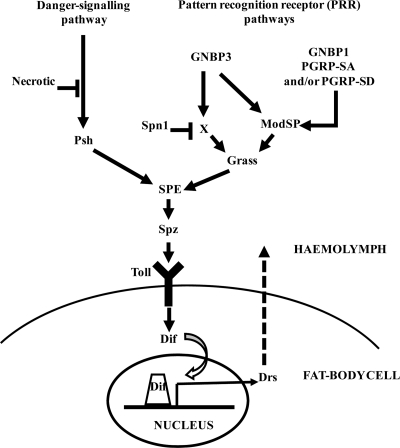 Danger-signalling
pathway
Pattern recognition receptor (PRR)
pathways
GNBP3
GNBP1
PGRP-SA
and/or PGRP-SD
Necrotic
Spn1
X
ModSP
Psh
Grass
SPE
Spz
Toll
HAEMOLYMPH
Dif
Drs
FAT-BODYCELL
Dif
NUCLEUS